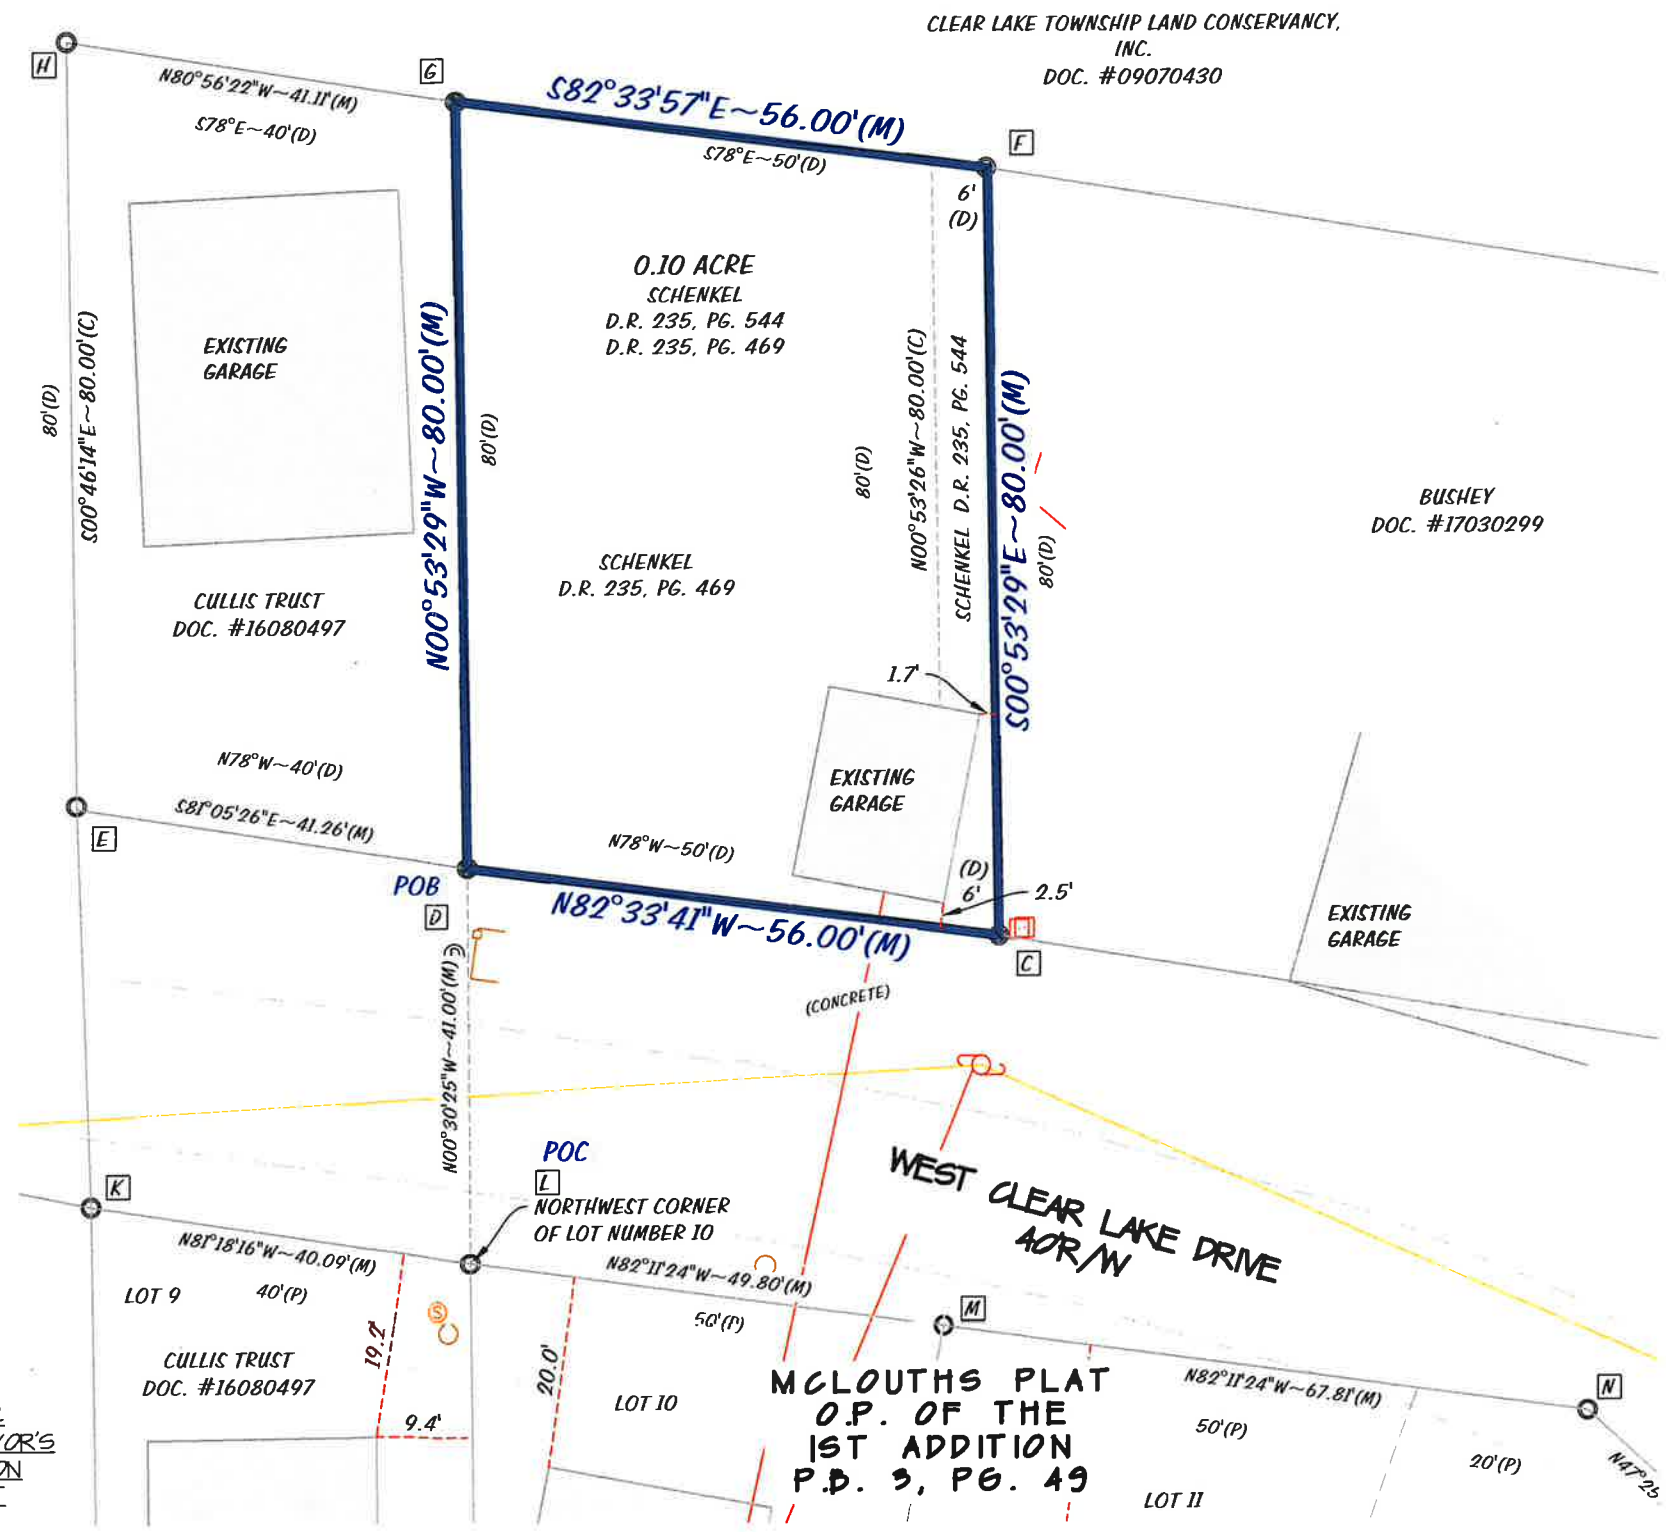 CLEAR LAKE TOWNSHIP LAND CONSERVANCY,
INC.
DOC. #09070430
H
G
N80°56'22"W~41.11'(M)
S78°E~40'(D)
S82°33'57"E~56.00'(M)
S78°E~50'(D)
F
6'
(D)
0.10 ACRE
SCHENKEL
D.R. 235, PG. 544
D.R. 235, PG. 469
EXISTING
GARAGE
80'(D)
S00°46'14"E~80.00'(C)
N00°53'29"W~80.00'(M)
80'(D)
80'(D)
N00°53'26"W~80.00'(C)
SCHENKEL D.R. 235, PG. 544
S00°53'29"E~80.00'(M)
80'(D)
BUSHEY
DOC. #17030299
SCHENKEL
D.R. 235, PG. 469
CULLIS TRUST
DOC. #16080497
1.7'
N78°W~40'(D)
S81°05'26"E~41.26'(M)
E
EXISTING
GARAGE
N78°W~50'(D)
(D)
6'
2.5'
POB
D
N82°33'41"W~56.00'(M)
C
EXISTING
GARAGE
(CONCRETE)
N00°30'25"W~41.00'(M)
POC
L
NORTHWEST CORNER
OF LOT NUMBER 10
K
WEST CLEAR LAKE DRIVE
40'R/W
N81°18'16"W~40.09'(M)
40'(P)
LOT 9
N82°11'24"W~49.80'(M)
50'(P)
M
S
19.2'
CULLIS TRUST
DOC. #16080497
20.0'
LOT 10
9.4'
MCLOUTHS PLAT
O.P. OF THE
1ST ADDITION
P.B. 3, PG. 49
N82°11'24"W~67.81'(M)
50'(P)
N
20'(P)
N47°25
LOT 11
OR'S